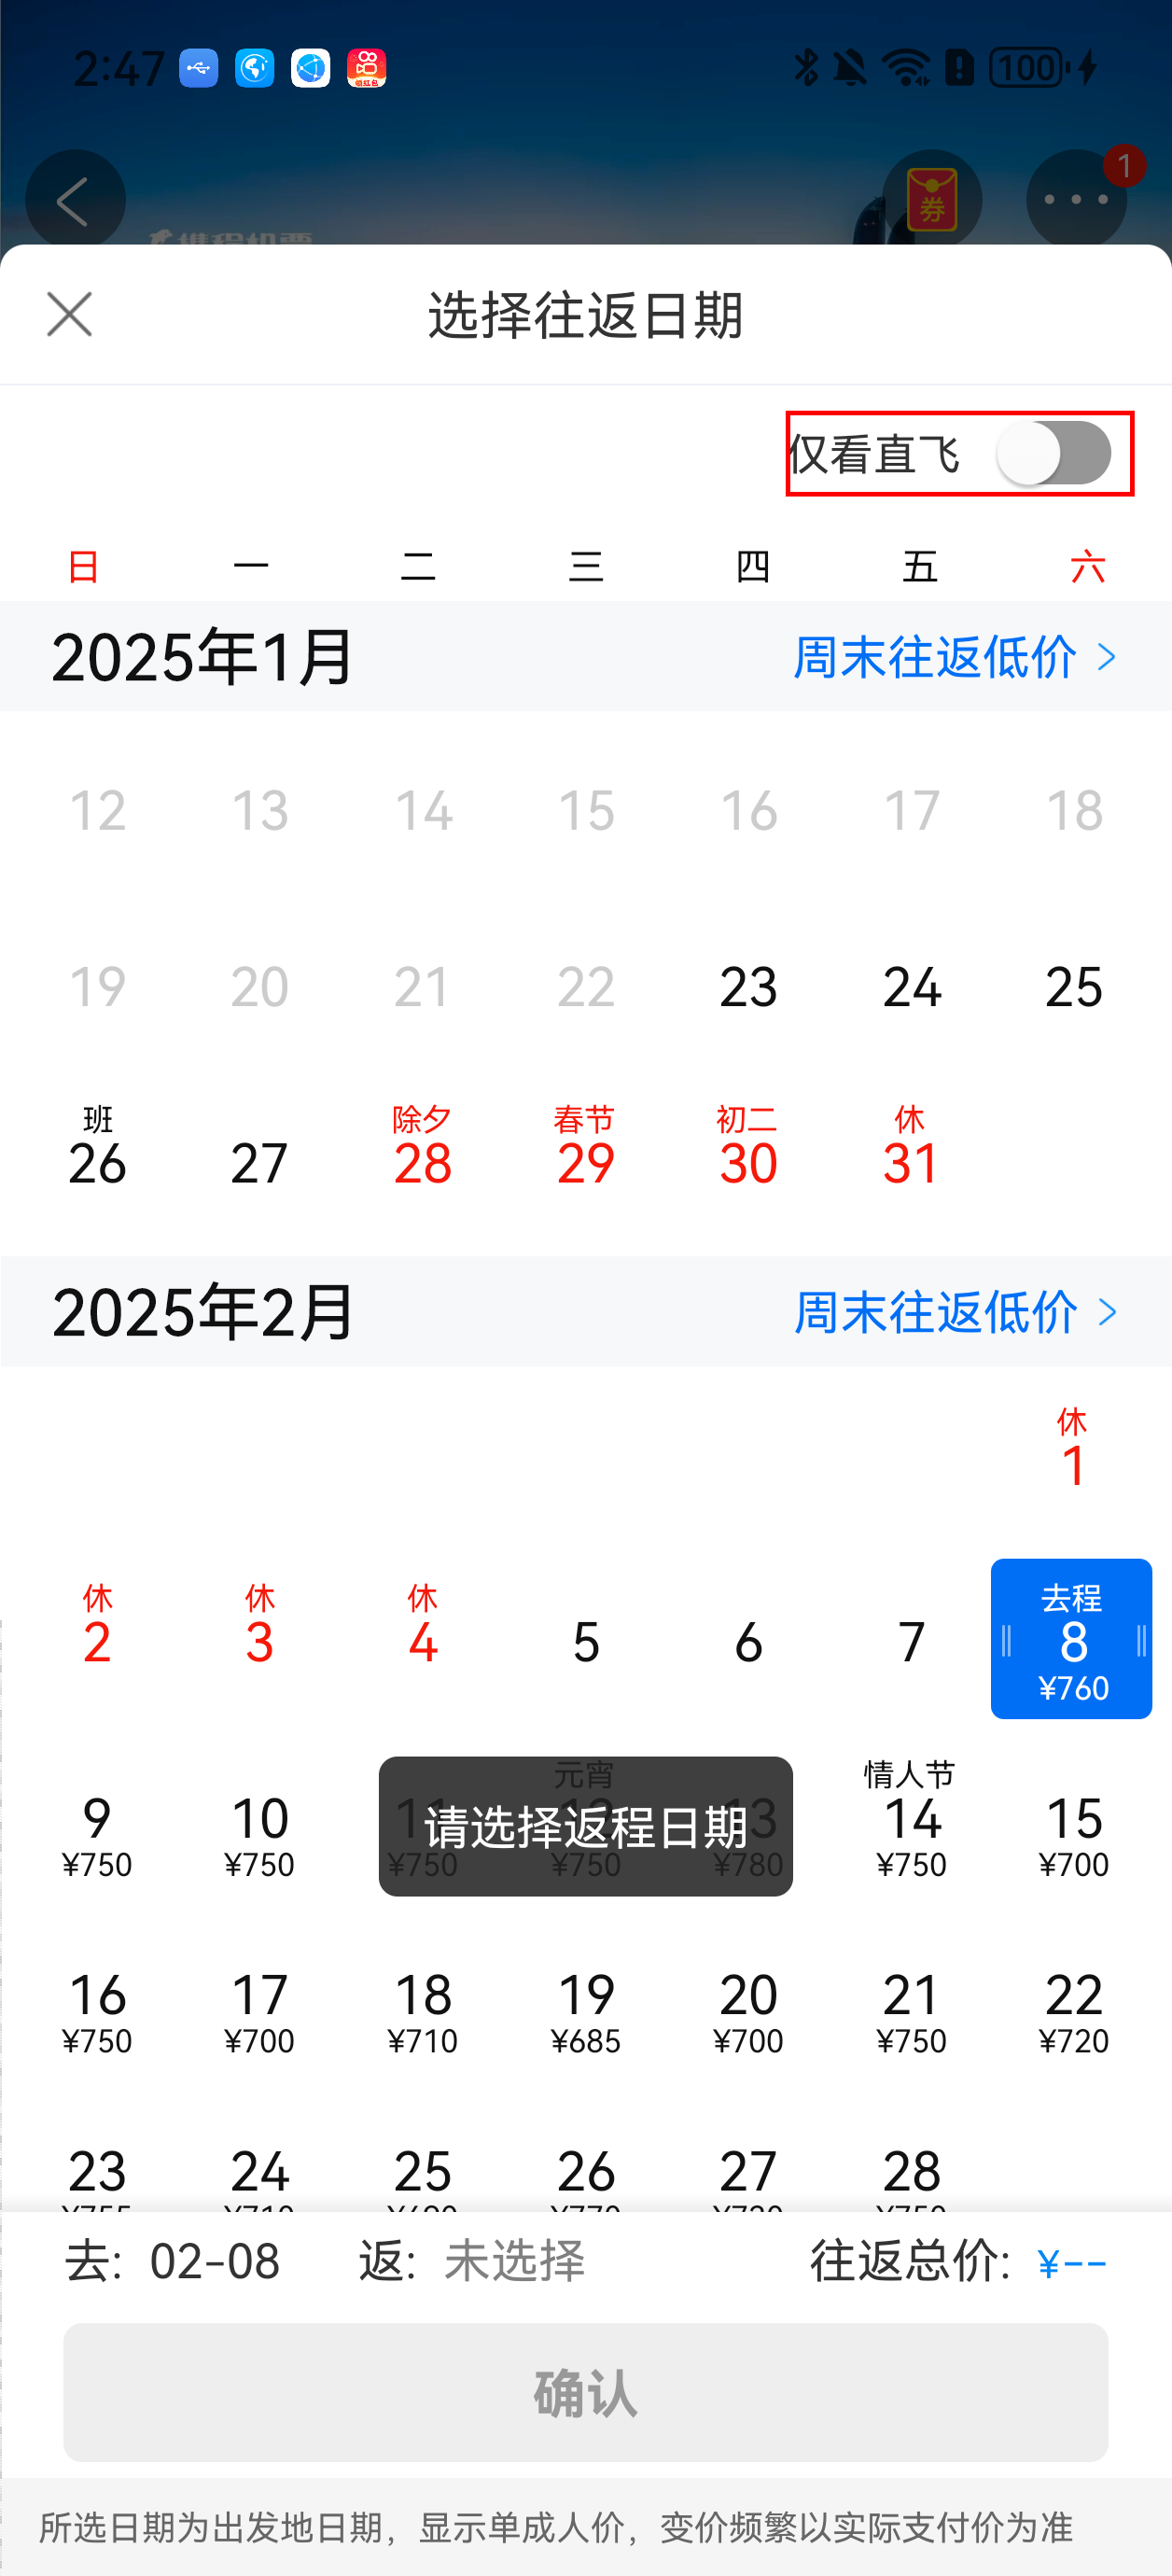 2:47
领红包
100
券
1
携程机票
选择往返日期
仅看直飞
日 一 二 三 四 五 六
2025年1月 周末往返低价 >
12 13 14 15 16 17 18
19 20 21 22 23 24 25
班 除夕 春节 初二 休
26 27 28 29 30 31
2025年2月 周末往返低价 >
休
1
休 休 休 去程
2 3 4 5 6 7 8
¥760
元宵 情人节
9 10 11 12 13 14 15
¥750 ¥750 ¥750 ¥750 ¥780 ¥750 ¥700
请选择返程日期
16 17 18 19 20 21 22
¥750 ¥700 ¥710 ¥685 ¥700 ¥750 ¥720
23 24 25 26 27 28
去: 02-08 返: 未选择 往返总价: ¥--
确认
所选日期为出发地日期，显示单成人价，变价频繁以实际支付价为准